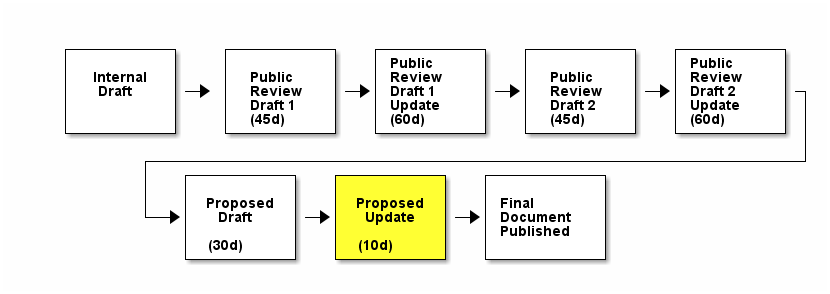 Internal
Draft
Public
Review
Draft 1
(45d)
Public
Review
Draft 1
Update
(60d)
Public
Review
Draft 2
(45d)
Public
Review
Draft 2
Update
(60d)
Proposed
Draft
(30d)
Proposed
Update
(10d)
Final
Document
Published